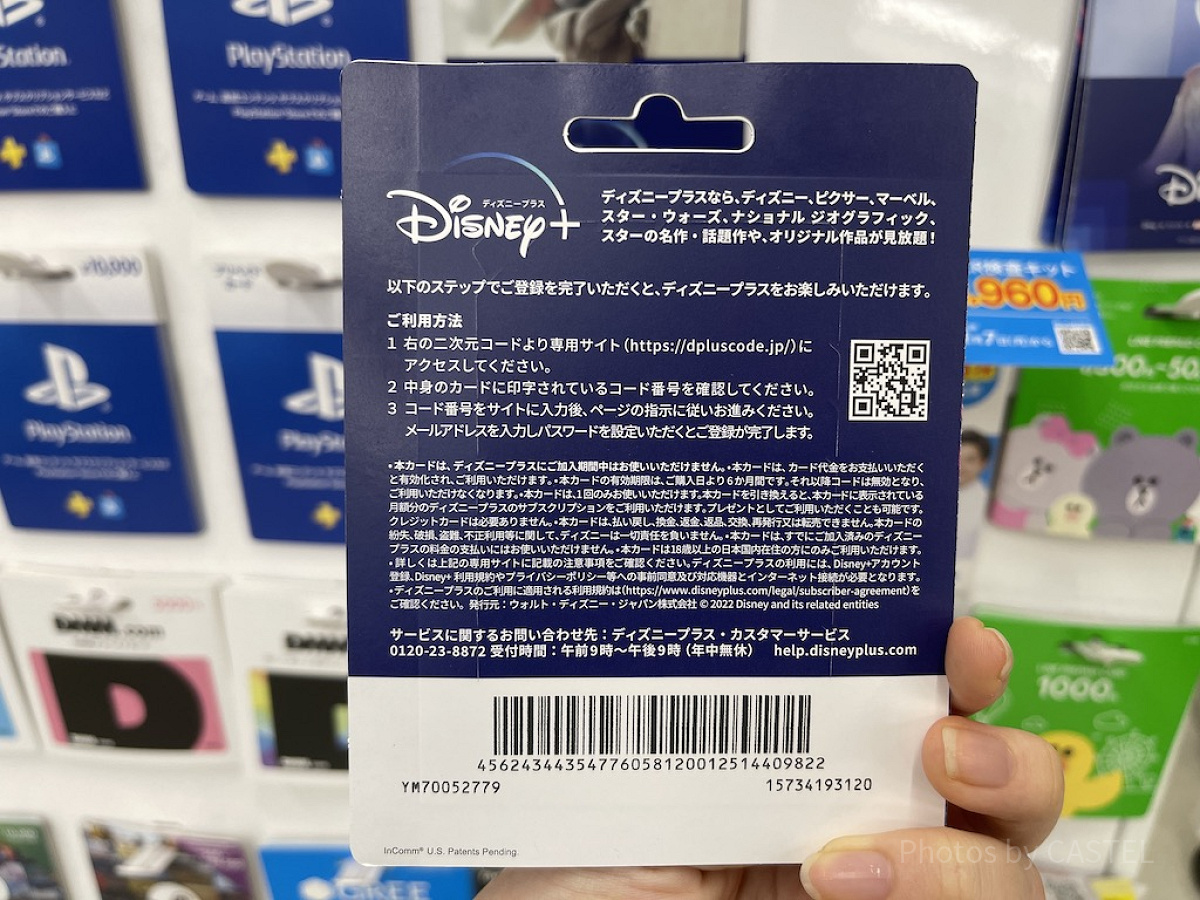 Station
PlayStation
ディズニープラス
Disney+
ディズニープラスなら、ディズニー、ピクサー、マーベル、
スター・ウォーズ、ナショナル ジオグラフィック、
スターの名作・話題作や、オリジナル作品が見放題！
以下のステップでご登録を完了いただくと、ディズニープラスをお楽しみいただけます。
ご利用方法
1 右の二次元コードより専用サイト（https://dpluscode.jp/）に
アクセスしてください。
2 中身のカードに印字されているコード番号を確認してください。
3 コード番号をサイトに入力後、ページの指示に従いお進みください。
メールアドレスを入力しパスワードを設定いただくとご登録が完了します。
•本カードは、ディズニープラスにご加入期間中はお使いいただけません。•本カードは、カード代金をお支払いいただく
と有効化され、ご利用いただけます。•本カードの有効期限は、ご購入日より6か月間です。それ以降コードは無効となり、
ご利用いただけなくなります。•本カードは、1回のみお使いいただけます。本カードを引き換えると、本カードに表示されている
月額分のディズニープラスのサブスクリプションをご利用いただけます。プレゼントとしてご利用いただくことも可能です。
クレジットカードは必要ありません。•本カードは、払い戻し、換金、返金、返品、交換、再発行又は転売できません。本カードの
紛失、破損、盗難、不正利用等に関して、ディズニーは一切責任を負いません。•本カードは、すでにご加入済みのディズニー
プラスの料金の支払いにはお使いいただけません。•本カードは18歳以上の日本国内在住の方にのみご利用いただけます。
•詳しくは上記の専用サイトに記載の注意事項をご確認ください。ディズニープラスの利用には、Disney+アカウント
登録、Disney+ 利用規約やプライバシーポリシー等への事前同意及び対応機器とインターネット接続が必要となります。
•ディズニープラスのご利用に適用される利用規約は（https://www.disneyplus.com/legal/subscriber-agreement）を
ご確認ください。発行元：ウォルト・ディズニー・ジャパン株式会社 © 2022 Disney and its related entities
サービスに関するお問い合わせ先：ディズニープラス・カスタマーサービス
0120-23-8872 受付時間：午前9時〜午後9時（年中無休） help.disneyplus.com
45624344354776058120012514409822
YM70052779
15734193120
InComm® U.S. Patents Pending.
¥10,000
PlayStation
960円
1000
Photos by CASTEL